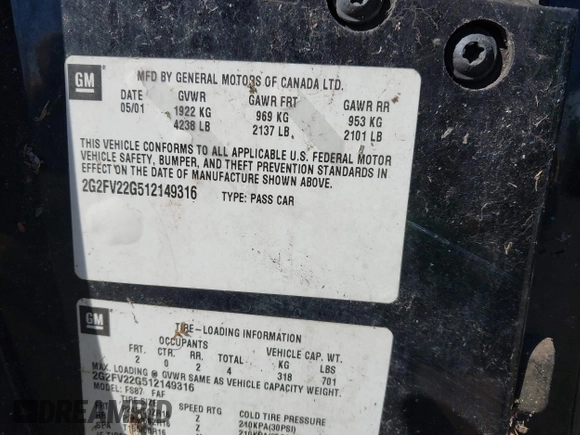 GM
MFD BY GENERAL MOTORS OF CANADA LTD.
DATE GVWR GAWR FRT GAWR RR
05/01 1922 KG 969 KG 953 KG
4238 LB 2137 LB 2101 LB
THIS VEHICLE CONFORMS TO ALL APPLICABLE U.S. FEDERAL MOTOR
VEHICLE SAFETY, BUMPER, AND THEFT PREVENTION STANDARDS IN
EFFECT ON THE DATE OF MANUFACTURE SHOWN ABOVE.
2G2FV22G512149316 TYPE: PASS CAR
GM
TIRE-LOADING INFORMATION
OCCUPANTS VEHICLE CAP. WT.
FRT. CTR. RR. TOTAL KG LBS
2 0 2 4 318 701
MAX. LOADING @ GVWR SAME AS VEHICLE CAPACITY WEIGHT.
2G2FV22G512149316
FS87 FAF
SPEED RTG COLD TIRE PRESSURE
Z 240KPA(30PSI)
SPA Z
DREAMBID